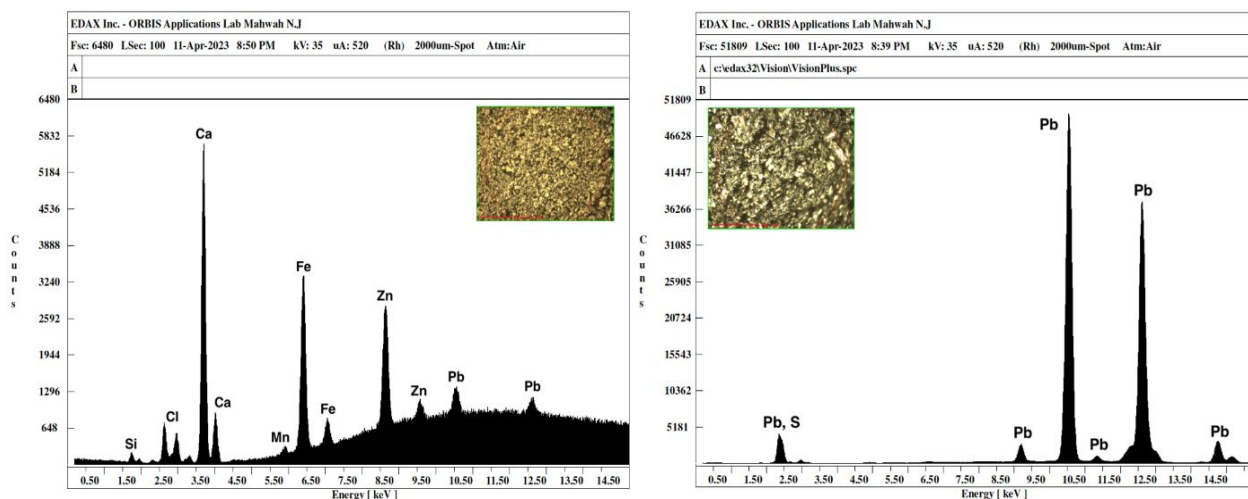 EDAX Inc. - ORBIS Applications Lab Mahwah N.J
Fsc: 6480 LSec: 100 11-Apr-2023 8:50 PM kV: 35 uA: 520 (Rh) 2000um-Spot Atm:Air
A
B
6480
5832
5184
4536
3888
3240
2592
1944
1296
648
Counts
Si
Cl
Ca
Ca
Mn
Fe
Fe
Zn
Zn
Pb
Pb
0.50 1.50 2.50 3.50 4.50 5.50 6.50 7.50 8.50 9.50 10.50 11.50 12.50 13.50 14.50
Energy [ keV ]
EDAX Inc. - ORBIS Applications Lab Mahwah N.J
Fsc: 51809 LSec: 100 11-Apr-2023 8:39 PM kV: 35 uA: 520 (Rh) 2000um-Spot Atm:Air
A c:\edax32\Vision\VisionPlus.spc
B
51809
46628
41447
36266
31085
25905
20724
15543
10362
5181
Counts
Pb, S
Pb
Pb
Pb
Pb
Pb
0.50 1.50 2.50 3.50 4.50 5.50 6.50 7.50 8.50 9.50 10.50 11.50 12.50 13.50 14.50
Energy [ keV ]